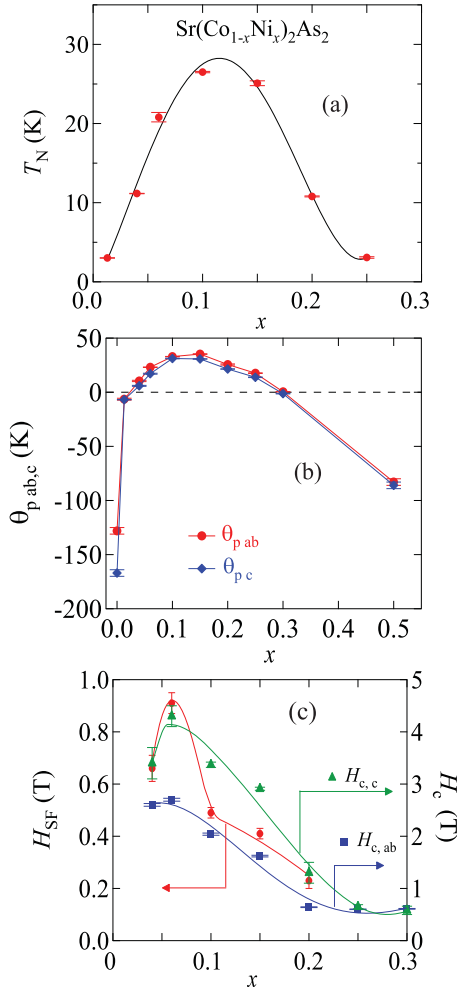 Sr(Co1-xNix)2As2
(a)
TN (K)
30
20
10
0
0.0 0.1 0.2 0.3
x
(b)
θp ab,c (K)
50
0
-50
-100
-150
-200
θp ab
θp c
0.0 0.1 0.2 0.3 0.4 0.5
x
(c)
HSF (T)
1.0
0.8
0.6
0.4
0.2
0.0
Hc,c
Hc,ab
Hc (T)
5
4
3
2
1
0
0.0 0.1 0.2 0.3
x